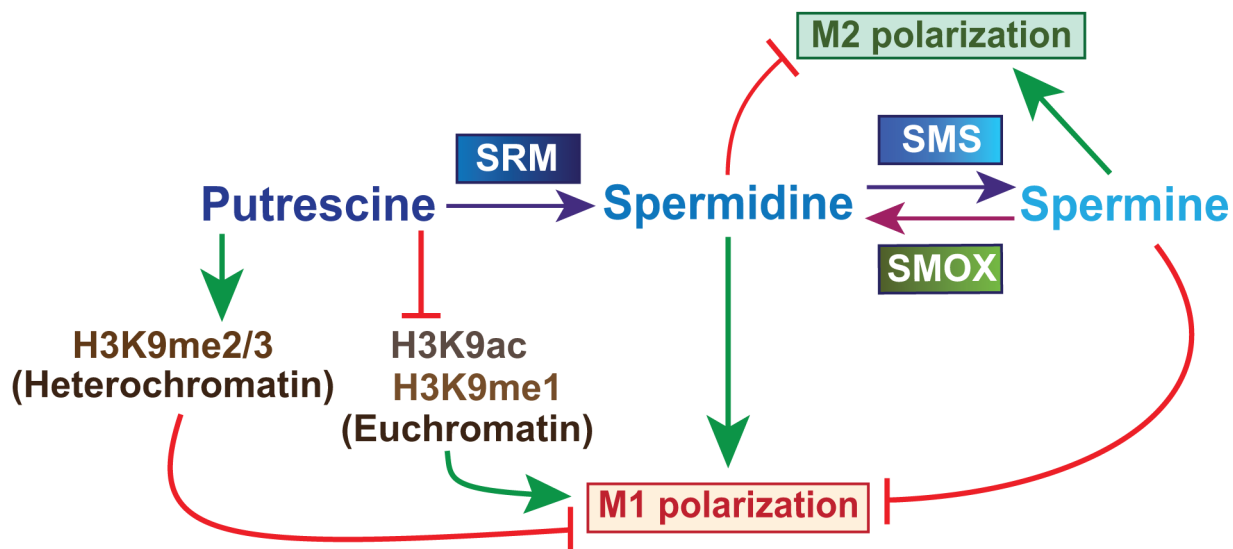 M2 polarization
SRM
SMS
Putrescine
Spermidine
Spermine
SMOX
H3K9me2/3
(Heterochromatin)
H3K9ac
H3K9me1
(Euchromatin)
M1 polarization